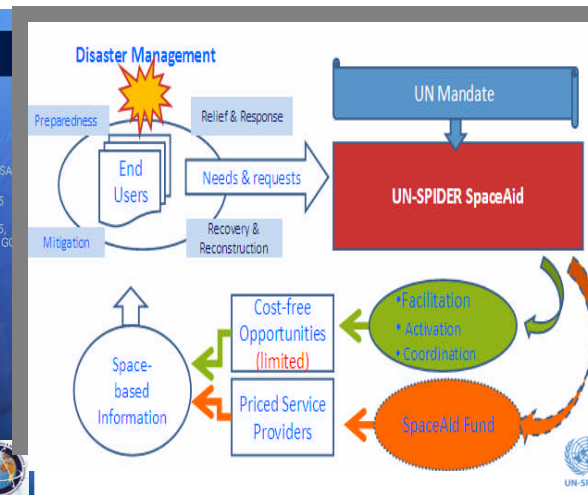 Disaster Management
Preparedness
Relief & Response
End
Users
Needs & requests
Mitigation
Recovery &
Reconstruction
UN Mandate
UN-SPIDER SpaceAid
•Facilitation
• Activation
• Coordination
Cost-free
Opportunities
(limited)
Space-
based
Information
Priced Service
Providers
SpaceAid Fund